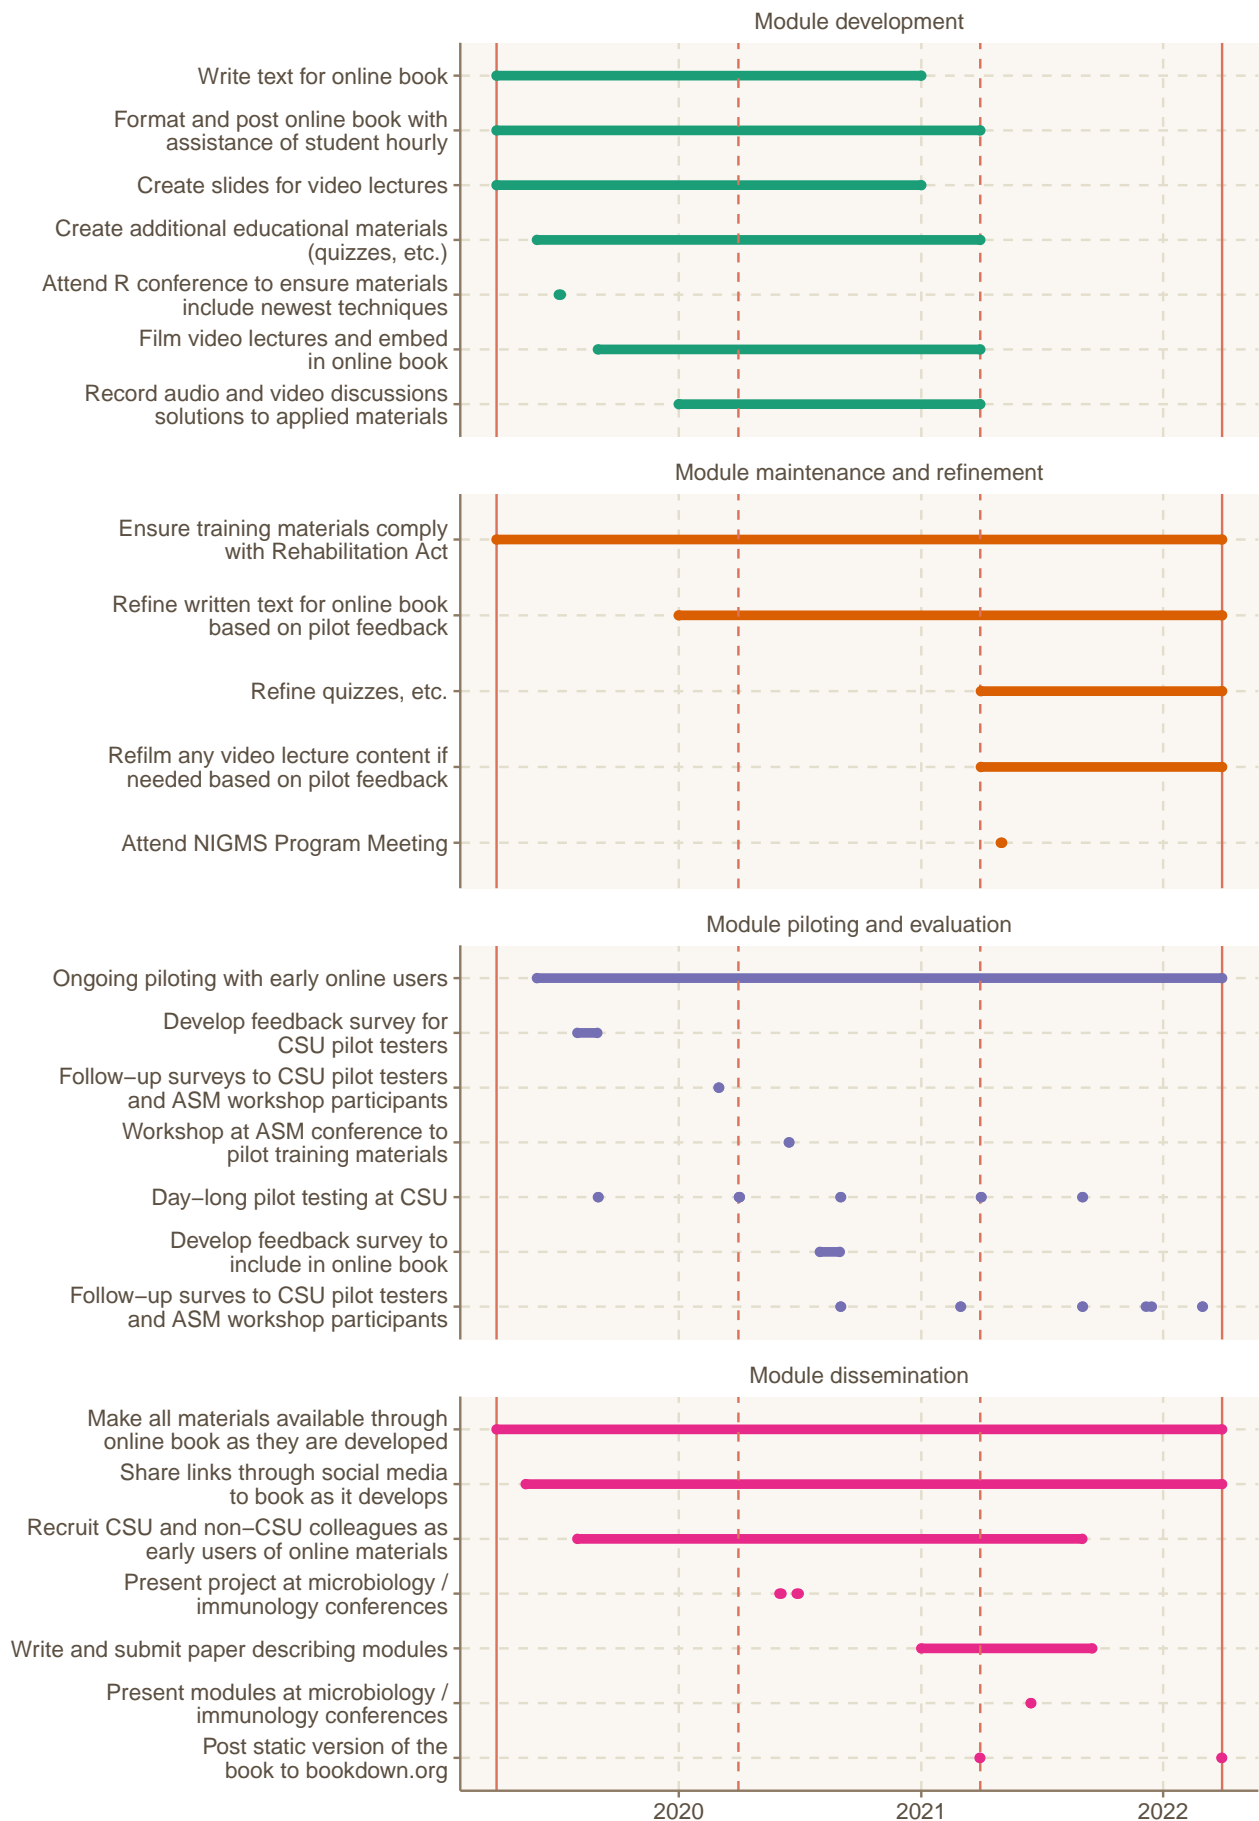 Module development
Write text for online book
Format and post online book with
assistance of student hourly
Create slides for video lectures
Create additional educational materials
(quizzes, etc.)
Attend R conference to ensure materials
include newest techniques
Film video lectures and embed
in online book
Record audio and video discussions
solutions to applied materials
Module maintenance and refinement
Ensure training materials comply
with Rehabilitation Act
Refine written text for online book
based on pilot feedback
Refine quizzes, etc.
Refilm any video lecture content if
needed based on pilot feedback
Attend NIGMS Program Meeting
Module piloting and evaluation
Ongoing piloting with early online users
Develop feedback survey for
CSU pilot testers
Follow−up surveys to CSU pilot testers
and ASM workshop participants
Workshop at ASM conference to
pilot training materials
Day−long pilot testing at CSU
Develop feedback survey to
include in online book
Follow−up surves to CSU pilot testers
and ASM workshop participants
Module dissemination
Make all materials available through
online book as they are developed
Share links through social media
to book as it develops
Recruit CSU and non−CSU colleagues as
early users of online materials
Present project at microbiology /
immunology conferences
Write and submit paper describing modules
Present modules at microbiology /
immunology conferences
Post static version of the
book to bookdown.org
2020 2021 2022